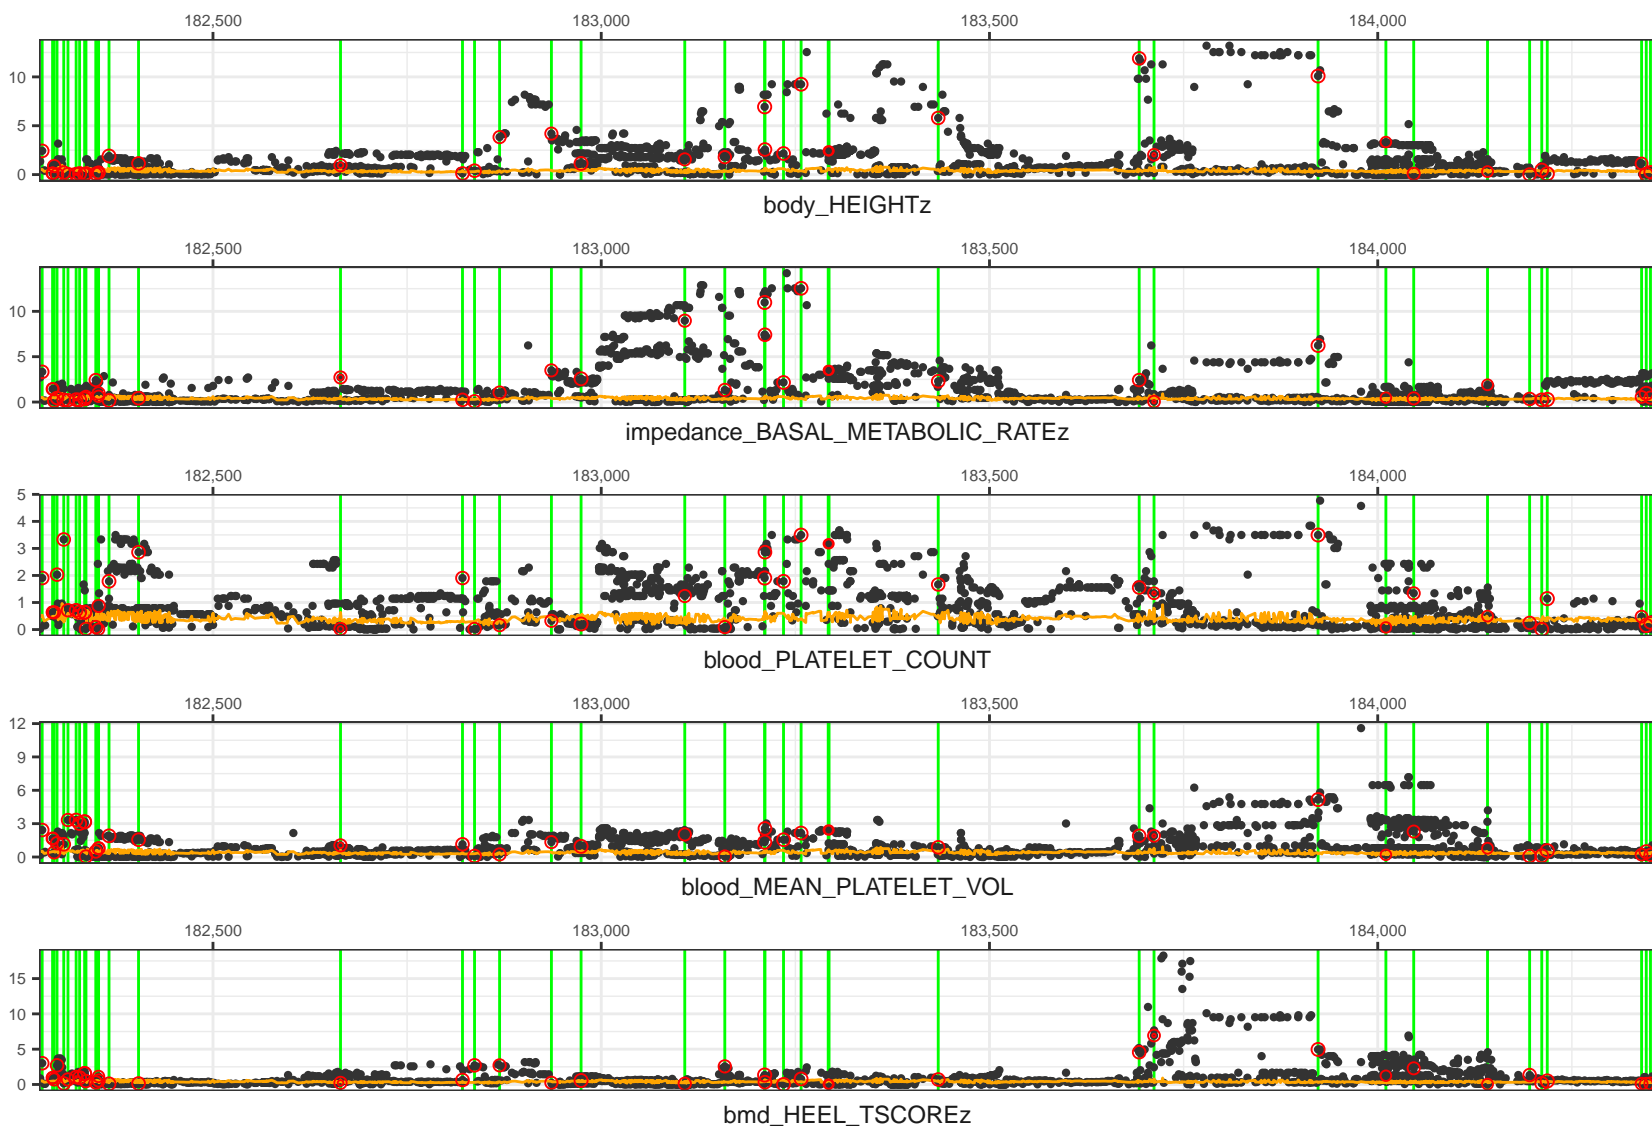 182,500 183,000 183,500 184,000
10
5
0
body_HEIGHTz
182,500 183,000 183,500 184,000
10
5
0
impedance_BASAL_METABOLIC_RATEz
182,500 183,000 183,500 184,000
5
4
3
2
1
0
blood_PLATELET_COUNT
182,500 183,000 183,500 184,000
12
9
6
3
0
blood_MEAN_PLATELET_VOL
182,500 183,000 183,500 184,000
15
10
5
0
bmd_HEEL_TSCOREz